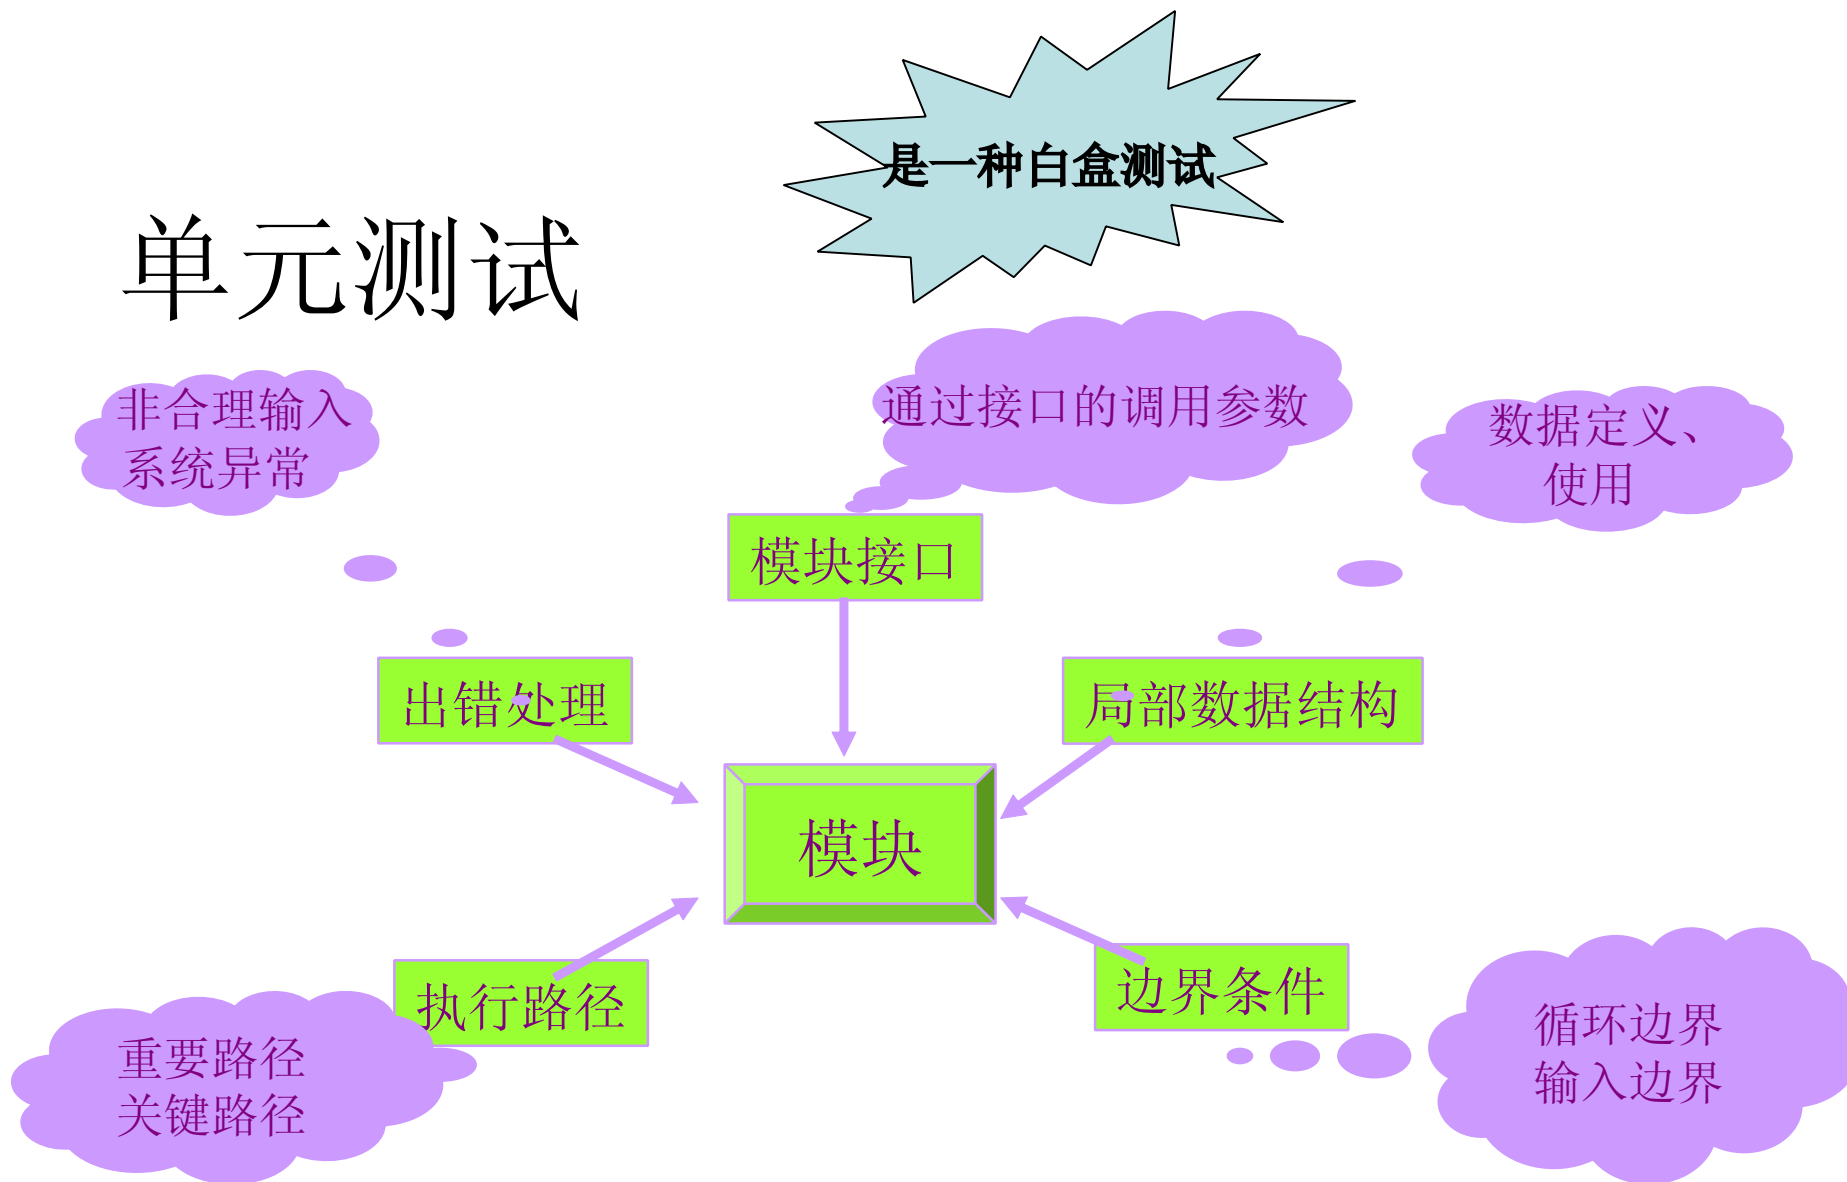 是一种白盒测试
单元测试
非合理输入
系统异常
通过接口的调用参数
数据定义、
使用
模块接口
出错处理
局部数据结构
模块
执行路径
边界条件
重要路径
关键路径
循环边界
输入边界